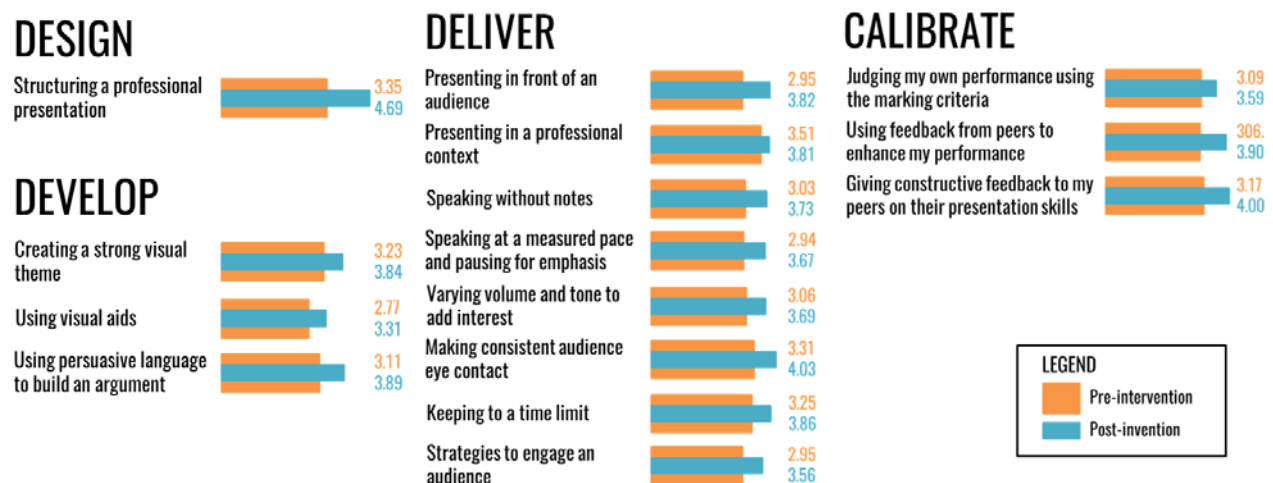 DESIGN
Structuring a professional
presentation
3.35
4.69
DEVELOP
Creating a strong visual
theme
3.23
3.84
Using visual aids
2.77
3.31
Using persuasive language
to build an argument
3.11
3.89
DELIVER
Presenting in front of an
audience
2.95
3.82
Presenting in a professional
context
3.51
3.81
Speaking without notes
3.03
3.73
Speaking at a measured pace
and pausing for emphasis
2.94
3.67
Varying volume and tone to
add interest
3.06
3.69
Making consistent audience
eye contact
3.31
4.03
Keeping to a time limit
3.25
3.86
Strategies to engage an
audience
2.95
3.56
CALIBRATE
Judging my own performance using
the marking criteria
3.09
3.59
Using feedback from peers to
enhance my performance
306.
3.90
Giving constructive feedback to my
peers on their presentation skills
3.17
4.00
LEGEND
Pre-intervention
Post-invention